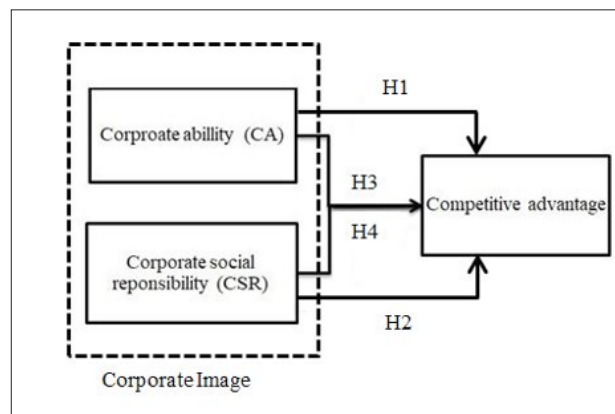 H1
Corproate abillity (CA)
H3
Competitive advantage
H4
Corporate social
reponsibility (CSR)
H2
Corporate Image